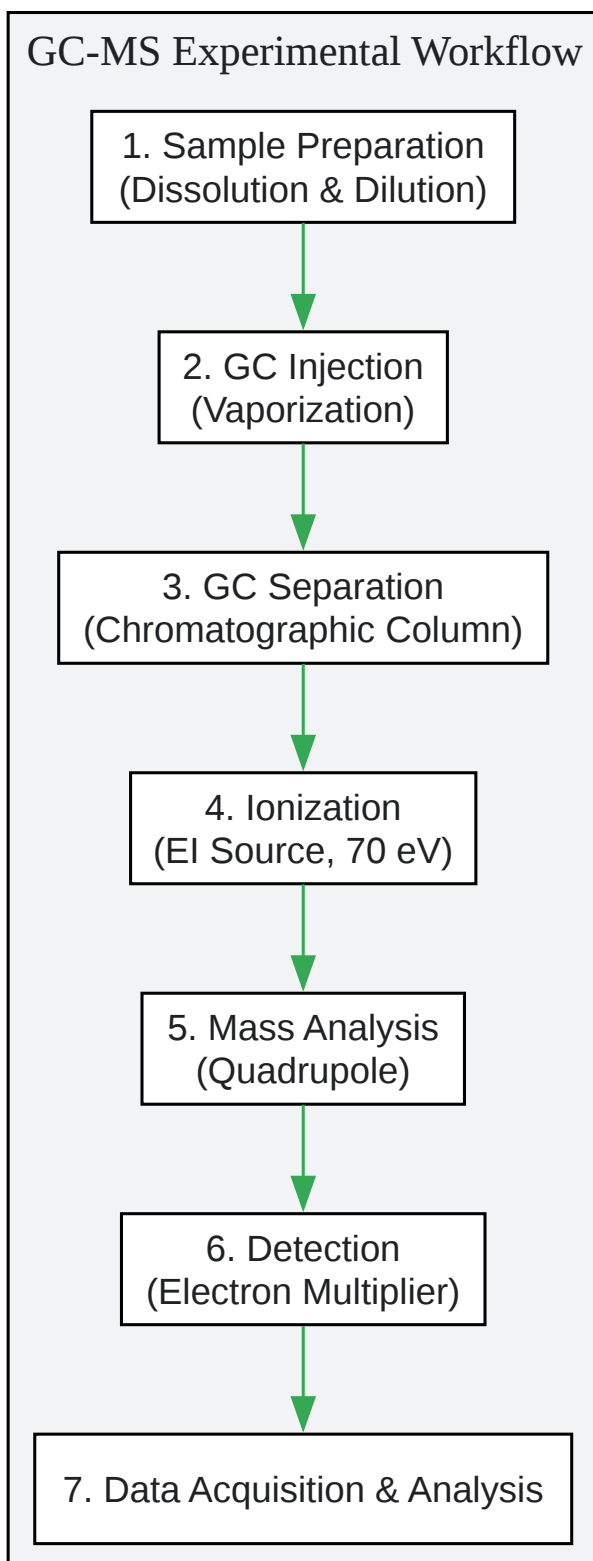 GC-MS Experimental Workflow
1. Sample Preparation
(Dissolution & Dilution)
2. GC Injection
(Vaporization)
3. GC Separation
(Chromatographic Column)
4. Ionization
(EI Source, 70 eV)
5. Mass Analysis
(Quadrupole)
6. Detection
(Electron Multiplier)
7. Data Acquisition & Analysis